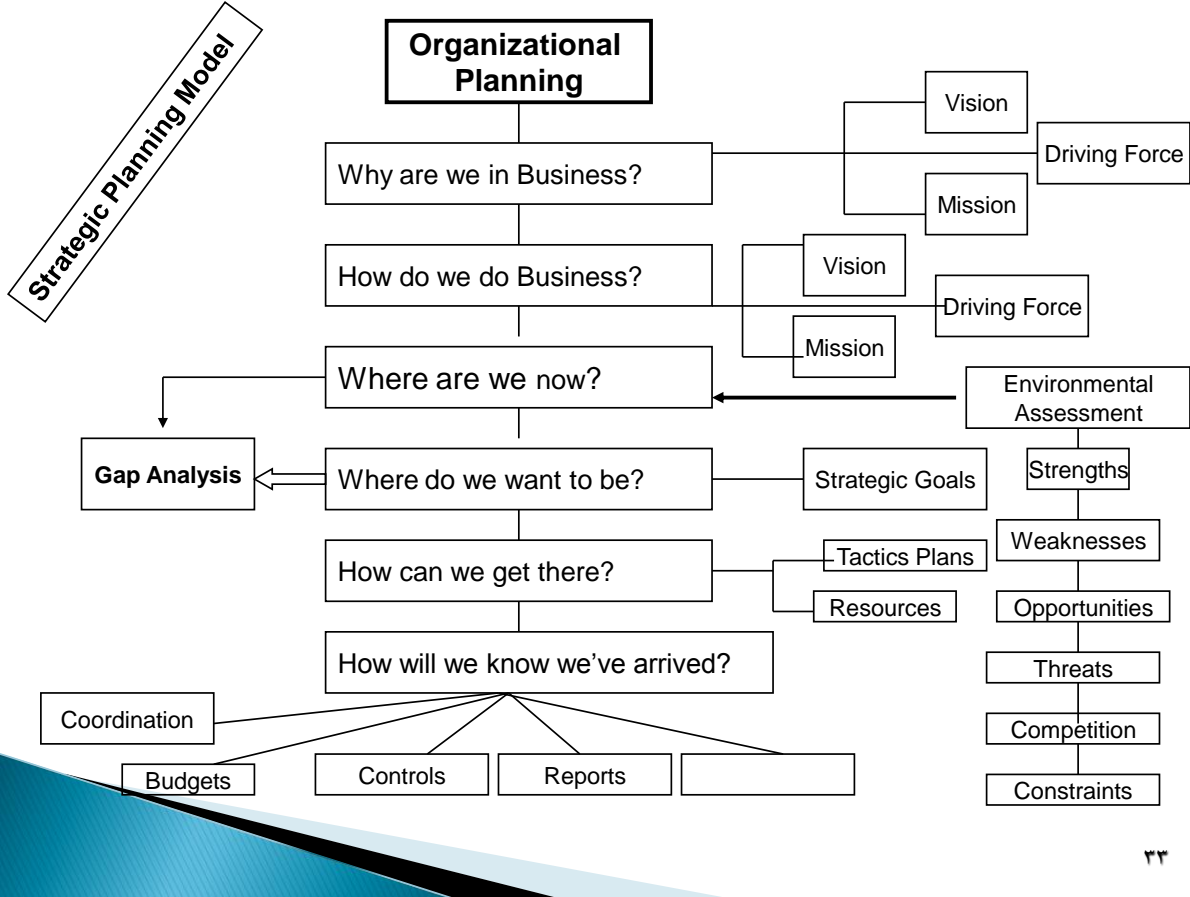 Strategic Planning Model
Organizational
Planning
Why are we in Business?
Vision
Driving Force
Mission
How do we do Business?
Vision
Driving Force
Mission
Where are we now?
Environmental
Assessment
Gap Analysis
Where do we want to be?
Strategic Goals
Strengths
Weaknesses
How can we get there?
Tactics Plans
Resources
Opportunities
How will we know we've arrived?
Threats
Coordination
Competition
Budgets
Controls
Reports
Constraints
٣٣